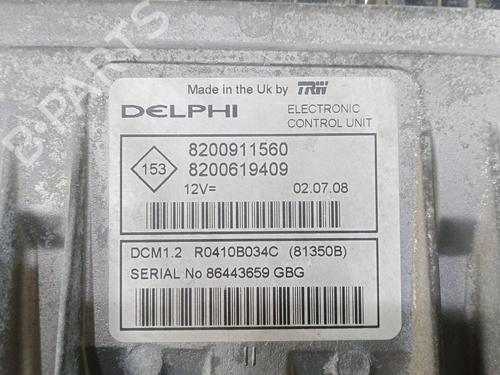 B-PARTS
Made in the Uk by TRW
DELPHI
ELECTRONIC
CONTROL UNIT
153
8200911560
8200619409
12V= 02.07.08
DCM1.2 R0410B034C (81350B)
SERIAL No 86443659 GBG